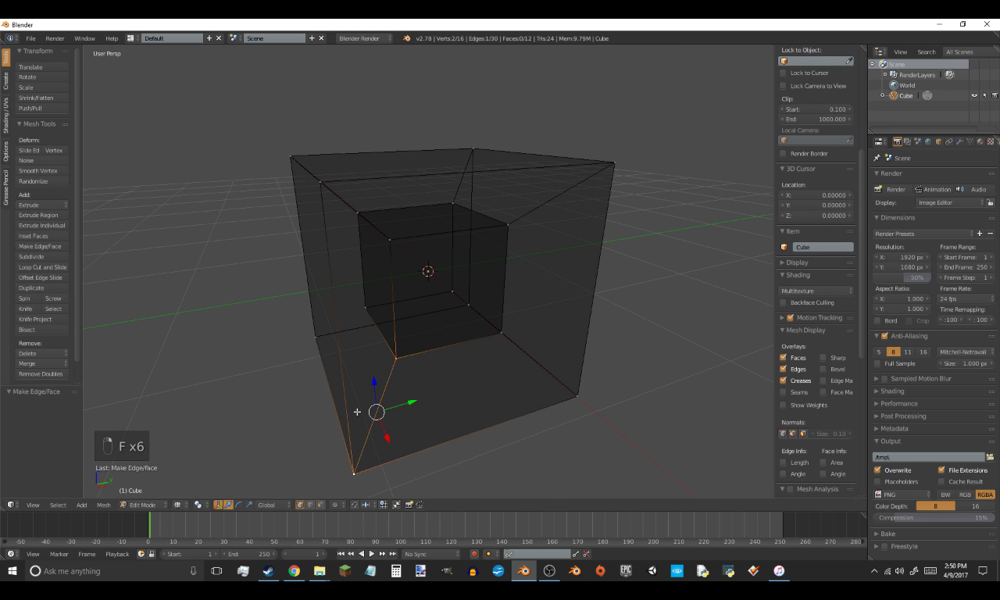 Blender
File Render Window Help Default Scene Blender Render v2.78 | Verts:2/16 | Edges:1/30 | Faces:0/12 | Tris:24 | Mem:9.79M | Cube
Tools
Create
Shading / UVs
Options
Grease Pencil
Transform
Translate
Rotate
Scale
Shrink/Fatten
Push/Pull
Mesh Tools
Deform:
Slide Ed Vertex
Noise
Smooth Vertex
Randomize
Add:
Extrude
Extrude Region
Extrude Individual
Inset Faces
Make Edge/Face
Subdivide
Loop Cut and Slide
Offset Edge Slide
Duplicate
Spin Screw
Knife Select
Knife Project
Bisect
Remove:
Delete
Merge
Remove Doubles
Make Edge/Face
User Persp
F x6
Last: Make Edge/Face
y
(1) Cube
Lock to Object:
Lock to Cursor
Lock Camera to View
Clip:
Start: 0.100
End: 1000.000
Local Camera:
Render Border
3D Cursor
Location:
X: 0.00000
Y: 0.00000
Z: 0.00000
Item
Cube
Display
Shading
Multitexture
Backface Culling
Motion Tracking
Mesh Display
Overlays:
Faces Sharp
Edges Bevel
Creases Edge Ma
Seams Face Ma
Show Weights
Normals:
Size: 0.10
Edge Info: Face Info:
Length Area
Angle Angle
Mesh Analysis
View Search All Scenes
Scene
RenderLayers
World
Cube
Scene
Render
Render Animation Audio
Display: Image Editor
Dimensions
Render Presets
Resolution: Frame Range:
X: 1920 px Start Frame: 1
Y: 1080 px End Frame: 250
50% Frame Step: 1
Aspect Ratio: Frame Rate:
X: 1.000 24 fps
Y: 1.000 Time Remapping:
Bord Crop :100 :100
Anti-Aliasing
5 8 11 16 Mitchell-Netravali
Full Sample Size: 1.000 px
Sampled Motion Blur
Shading
Performance
Post Processing
Metadata
Output
/tmp\
Overwrite File Extensions
Placeholders Cache Result
PNG BW RGB RGBA
Color Depth: 8 16
Compression: 15%
Bake
Freestyle
View Select Add Mesh Edit Mode Global
-50 -40 -30 -20 -10 0 10 20 30 40 50 60 70 80 90 100 110 120 130 140 150 160 170 180 190 200 210 220 230 240 250 260 270 280
View Marker Frame Playback Start: 1 End: 250 1 No Sync
Ask me anything
EPIC
2:50 PM
4/9/2017